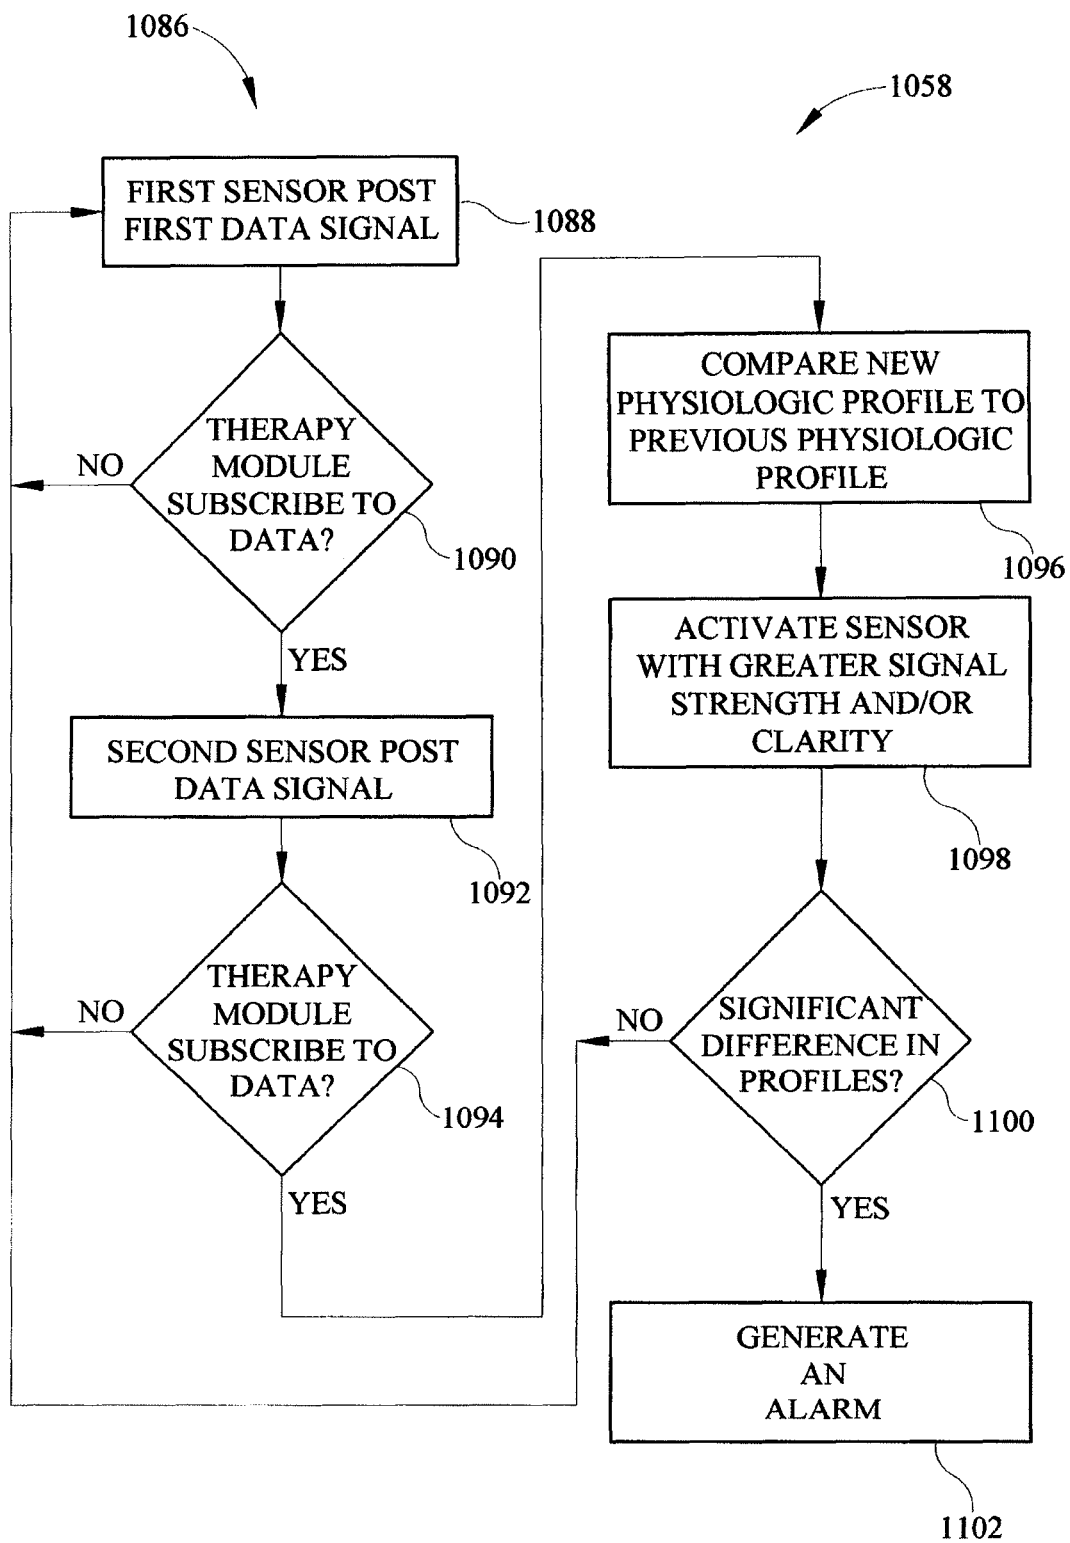 1086
1058
FIRST SENSOR POST
FIRST DATA SIGNAL
1088
THERAPY
MODULE
SUBSCRIBE TO
DATA?
NO
1090
YES
SECOND SENSOR POST
DATA SIGNAL
1092
THERAPY
MODULE
SUBSCRIBE TO
DATA?
NO
1094
YES
COMPARE NEW
PHYSIOLOGIC PROFILE TO
PREVIOUS PHYSIOLOGIC
PROFILE
1096
ACTIVATE SENSOR
WITH GREATER SIGNAL
STRENGTH AND/OR
CLARITY
1098
SIGNIFICANT
DIFFERENCE IN
PROFILES?
NO
1100
YES
GENERATE
AN
ALARM
1102